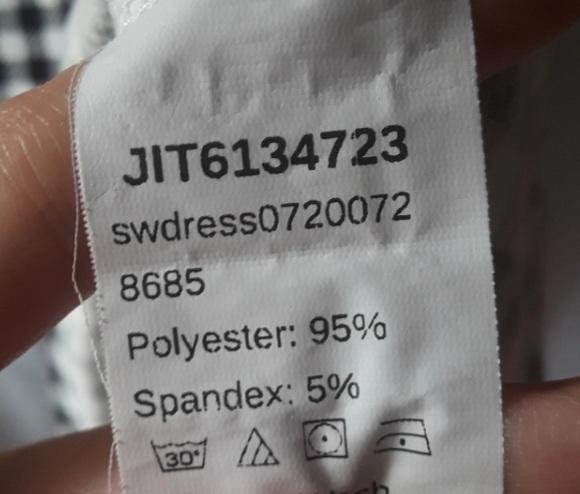 JIT6134723
swdress0720072
8685
Polyester: 95%
Spandex: 5%
30°